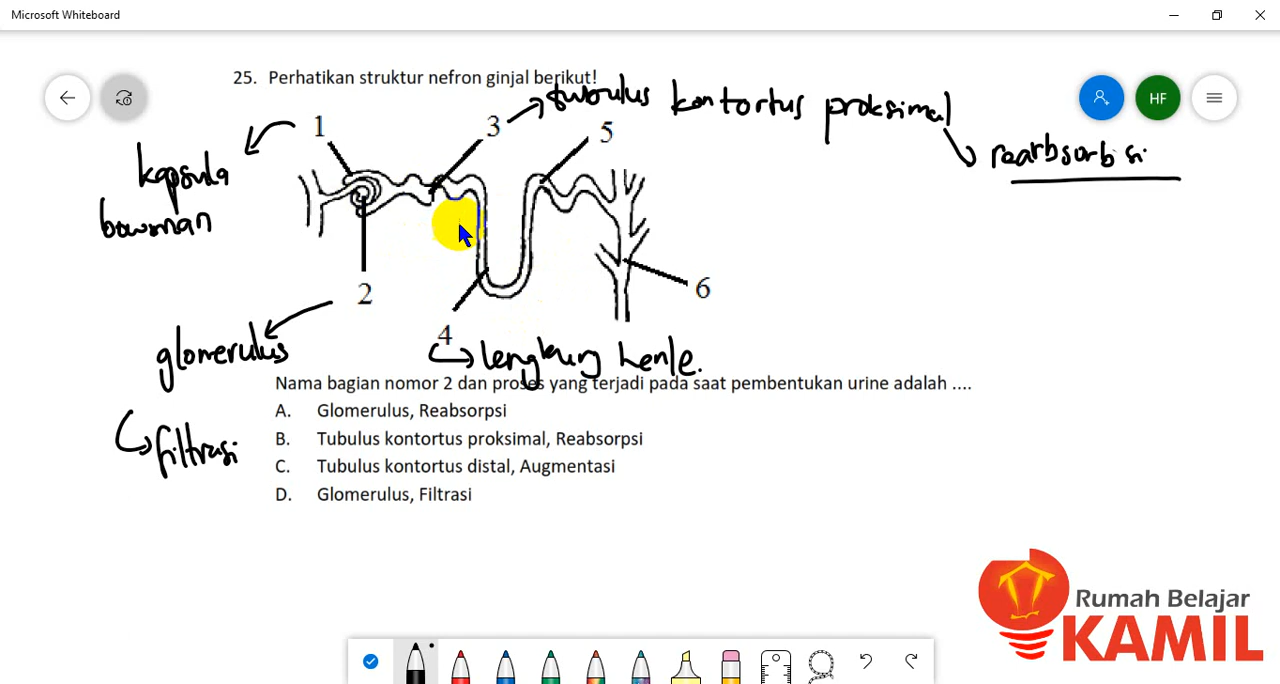 Microsoft Whiteboard
25. Perhatikan struktur nefron ginjal berikut!
HF
tubulus kontortus proksimal
rearbsorbsi
1
3
5
kapsula
bowman
2
6
4
glomerulus
lengkung henle.
Nama bagian nomor 2 dan proses yang terjadi pada saat pembentukan urine adalah ....
A. Glomerulus, Reabsorpsi
B. Tubulus kontortus proksimal, Reabsorpsi
filtrasi
C. Tubulus kontortus distal, Augmentasi
D. Glomerulus, Filtrasi
Rumah Belajar
KAMIL